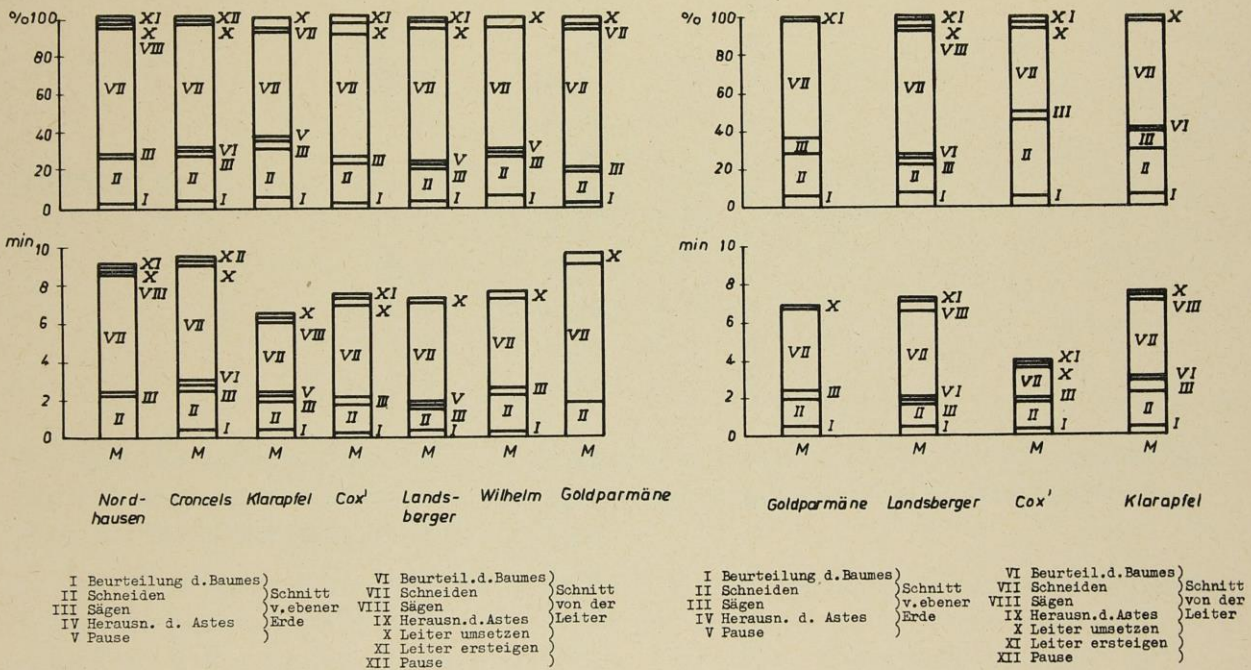 %100 XI XII X XI XI X X
X X VII X X VII
VIII
80
VII VII VII VII VII VII VII
60
40
V
VI V
III III III III V III
III III
20
II II II II II II II
I I I I I I I
0
min 10
XI XII X
X X
VIII
8
XI X X
X
X
6
VII VIII VII
VII VII VII VII VII
4
VI
III III V III V III
III III
2
II II II II II II II
I I I I I
0
M M M M M M M
Nord- Croncels Klarapfel Cox' Lands- Wilhelm Goldparmäne
hausen berger
I Beurteilung d.Baumes)
II Schneiden )Schnitt
III Sägen )v.ebener
IV Herausn. d. Astes )Erde
V Pause )
VI Beurteil.d.Baumes)
VII Schneiden )Schnitt
VIII Sägen )von der
IX Herausn.d.Astes )Leiter
X Leiter umsetzen )
XI Leiter ersteigen )
XII Pause )
% 100 XI XI XI X
X X
VIII
80
VII VII VII VII
60
III
40
VI
III VI III
III
20
II II II II
I I I I
0
min 10
8
X XI X
VIII VIII
6
VII VII VII
4
XI
VII X
VI
III VI III III
III
2
II II II II
I I I I
0
M M M M
Goldparmäne Landsberger Cox' Klarapfel
I Beurteilung d.Baumes)
II Schneiden )Schnitt
III Sägen )v.ebener
IV Herausn. d. Astes )Erde
V Pause )
VI Beurteil.d.Baumes)
VII Schneiden )Schnitt
VIII Sägen )von der
IX Herausn.d.Astes )Leiter
X Leiter umsetzen )
XI Leiter ersteigen )
XII Pause )